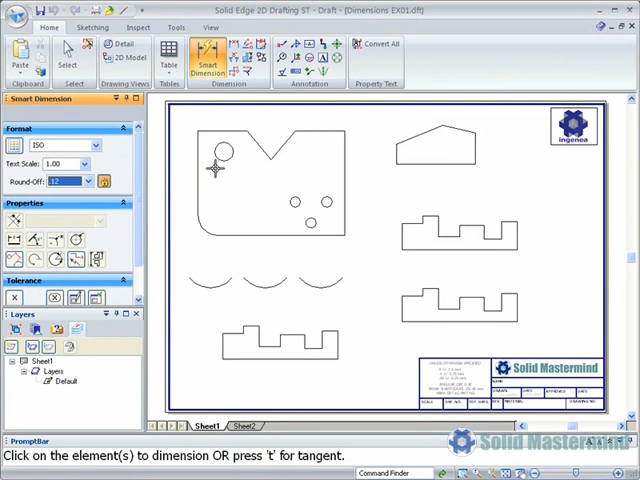 Solid Edge 2D Drafting ST - Draft - [Dimensions EX01.dft]
Home
Sketching
Inspect
Tools
View
Paste
Select
Detail
2D Model
Table
Smart Dimension
Convert All
Clipboard
Select
Drawing Views
Tables
Dimension
Annotation
Property Text
Smart Dimension
Format
ISO
Text Scale: 1.00
Round-Off: .12
Properties
Tolerance
Layers
Sheet1
Layers
Default
ingenea
Solid Mastermind
Sheet1
Sheet2
PromptBar
Solid Mastermind
Click on the element(s) to dimension OR press 't' for tangent.
Command Finder